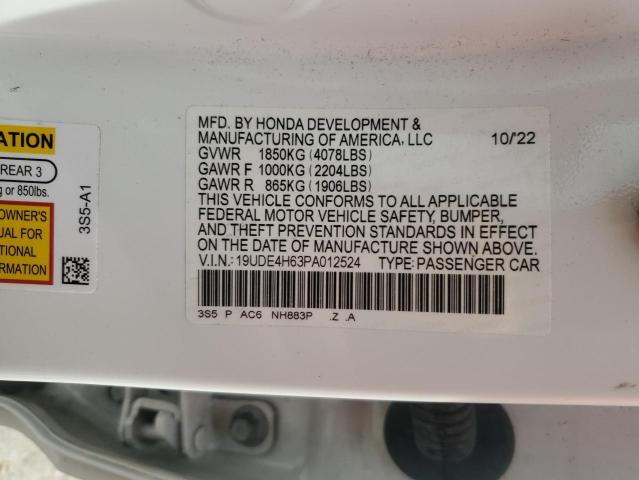 ATION
REAR 3
g or 850lbs.
OWNER'S
UAL FOR
TIONAL
RMATION
3S5-A1
MFD. BY HONDA DEVELOPMENT &
MANUFACTURING OF AMERICA, LLC 10/22
GVWR 1850KG (4078LBS)
GAWR F 1000KG (2204LBS)
GAWR R 865KG (1906LBS)
THIS VEHICLE CONFORMS TO ALL APPLICABLE
FEDERAL MOTOR VEHICLE SAFETY, BUMPER,
AND THEFT PREVENTION STANDARDS IN EFFECT
ON THE DATE OF MANUFACTURE SHOWN ABOVE.
V.I.N.: 19UDE4H63PA012524 TYPE: PASSENGER CAR
3S5 P AC6 NH883P .Z .A